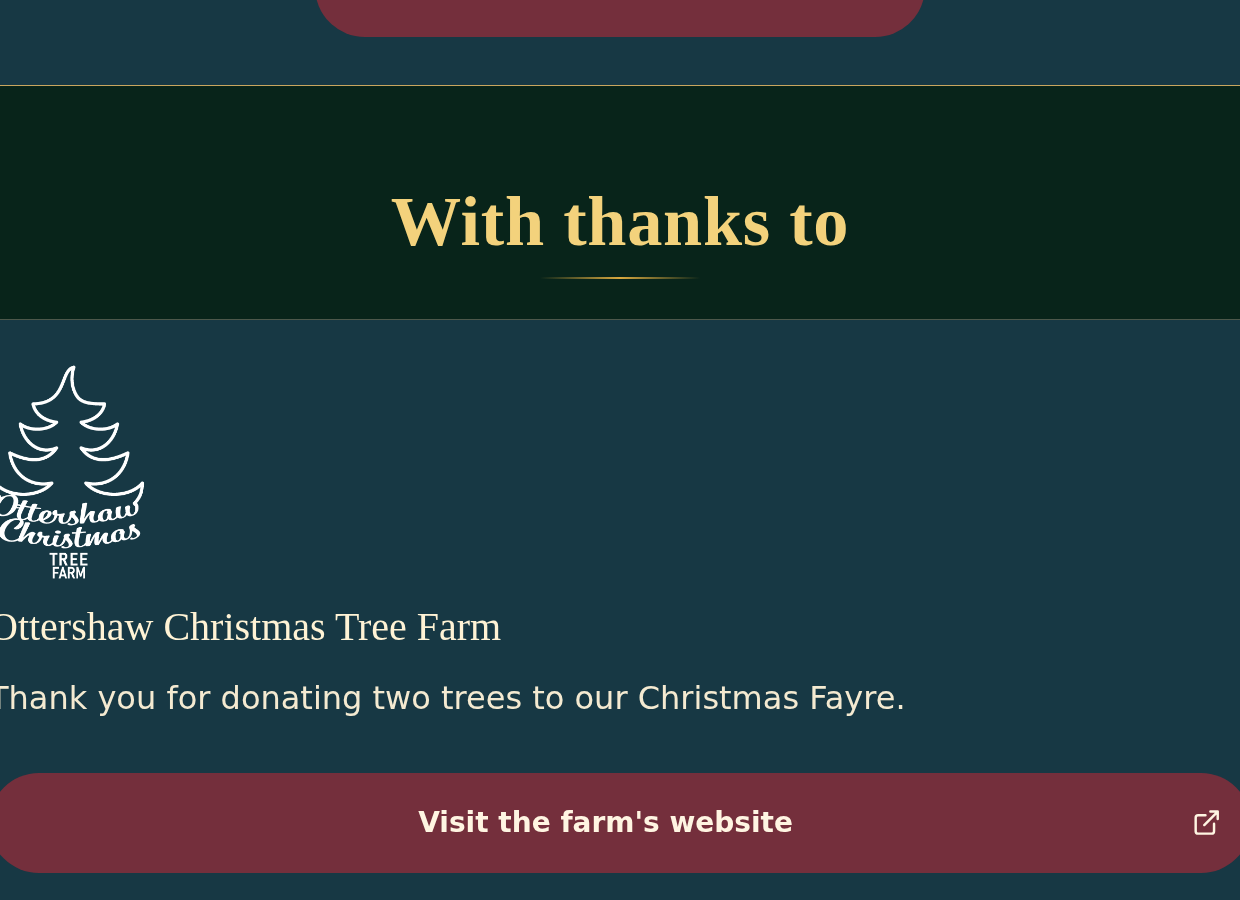 With thanks to
Ottershaw
Christmas
TREE
FARM
Ottershaw Christmas Tree Farm
Thank you for donating two trees to our Christmas Fayre.
Visit the farm's website